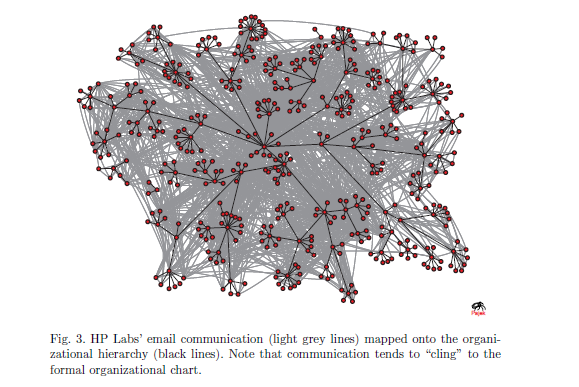 Pajek
Fig. 3. HP Labs' email communication (light grey lines) mapped onto the organi-
zational hierarchy (black lines). Note that communication tends to “cling” to the
formal organizational chart.